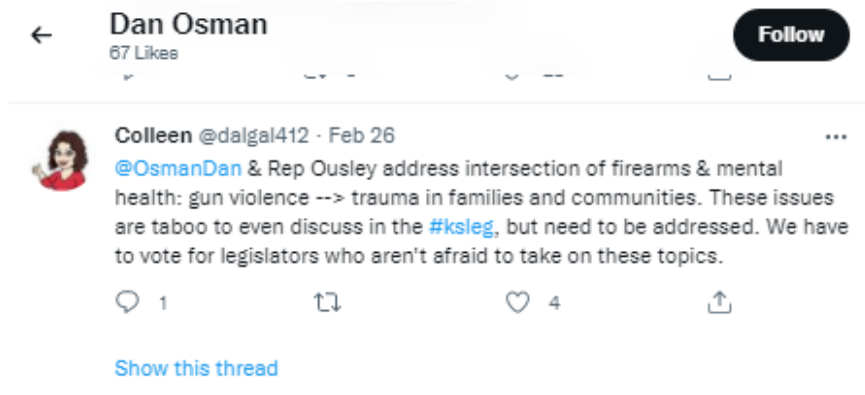 Dan Osman
67 Likes
Follow
Colleen @dalgal412 · Feb 26
@OsmanDan & Rep Ousley address intersection of firearms & mental
health: gun violence --> trauma in families and communities. These issues
are taboo to even discuss in the #ksleg, but need to be addressed. We have
to vote for legislators who aren't afraid to take on these topics.
1
4
Show this thread